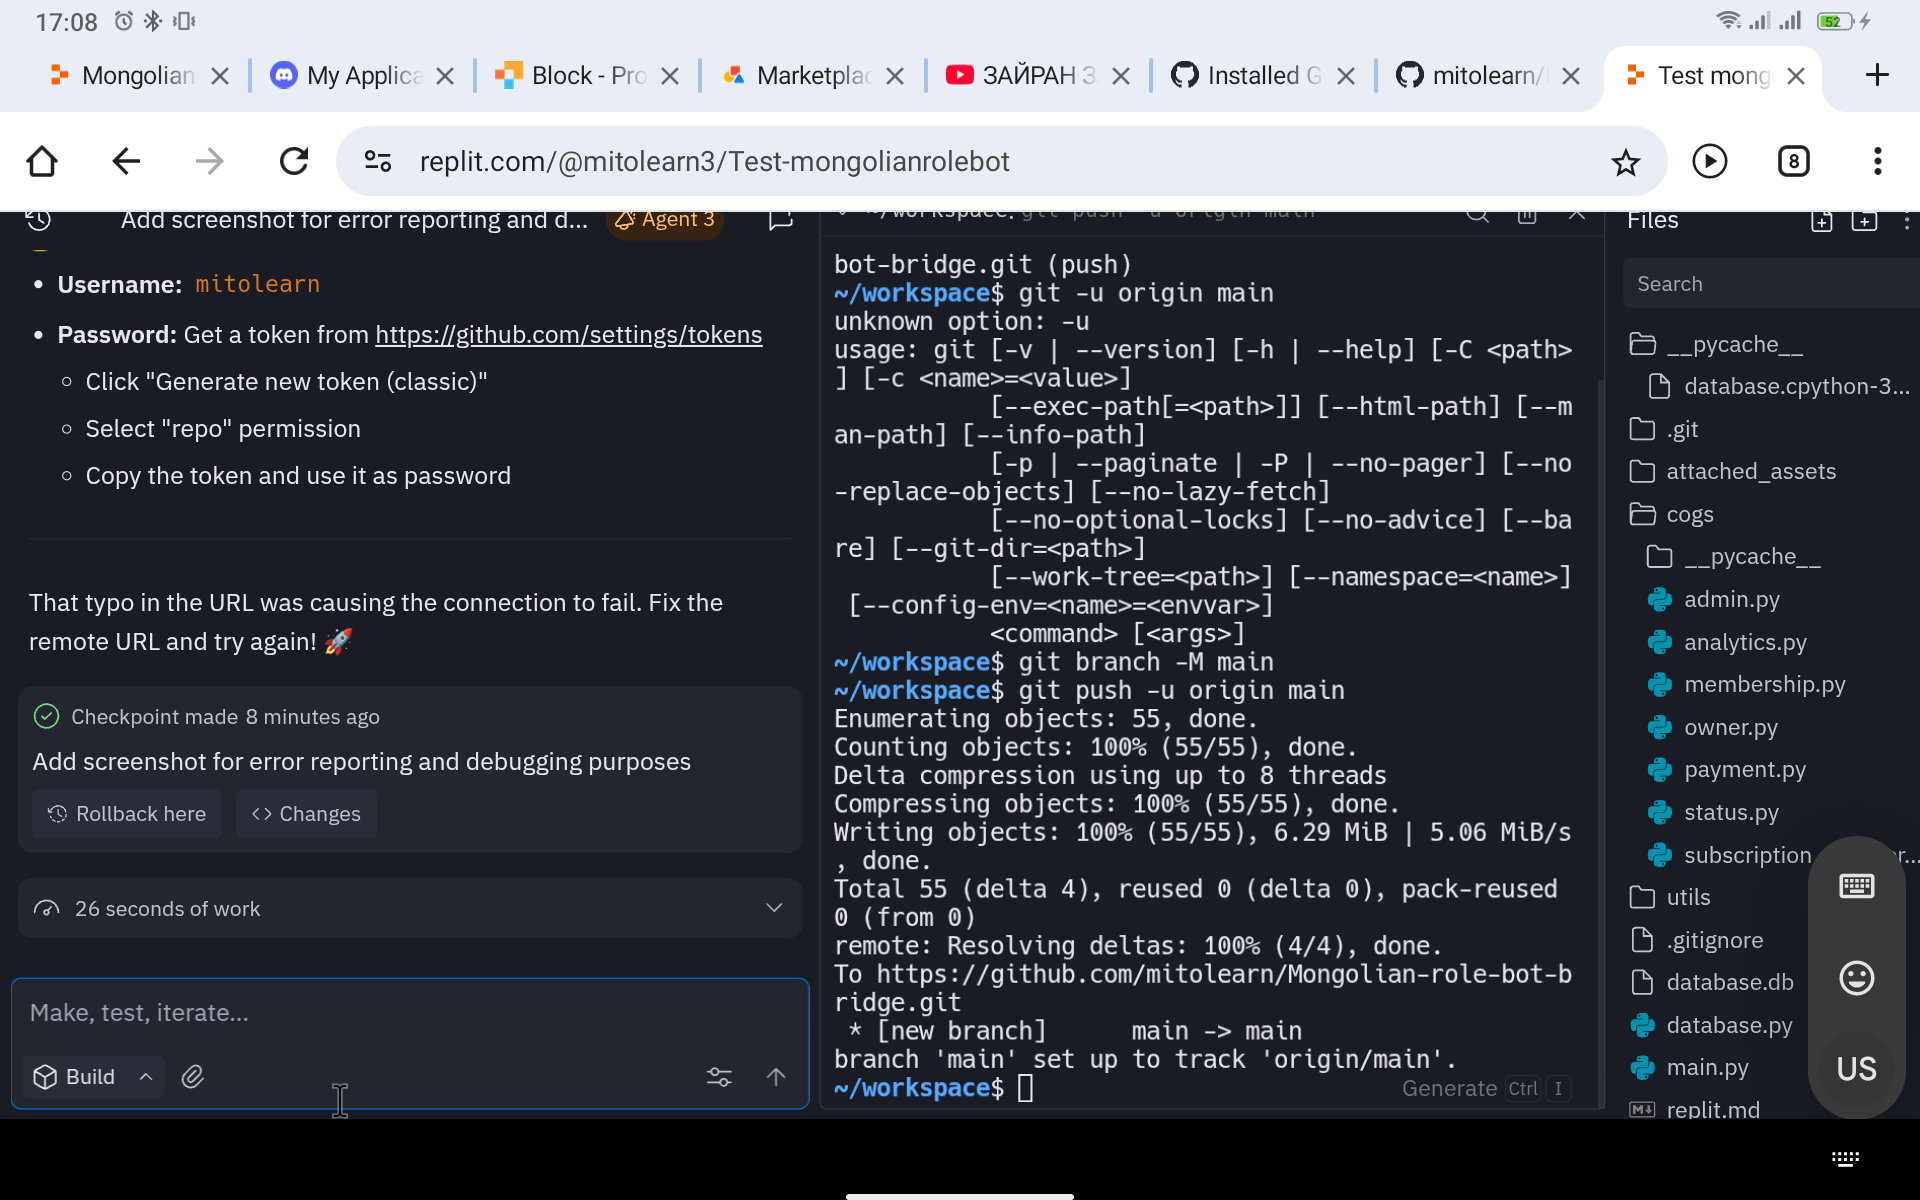 17:08
52
Mongolian
My Applica
Block - Pro
Marketplac
ЗАЙРАН З
Installed G
mitolearn/
Test mong
replit.com/@mitolearn3/Test-mongolianrolebot
8
Add screenshot for error reporting and d...
Agent 3
Username: mitolearn
Password: Get a token from https://github.com/settings/tokens
Click "Generate new token (classic)"
Select "repo" permission
Copy the token and use it as password
That typo in the URL was causing the connection to fail. Fix the
remote URL and try again! 🚀
Checkpoint made 8 minutes ago
Add screenshot for error reporting and debugging purposes
Rollback here
Changes
26 seconds of work
Make, test, iterate...
Build
~/workspace: git push -u origin main
bot-bridge.git (push)
~/workspace$ git -u origin main
unknown option: -u
usage: git [-v | --version] [-h | --help] [-C <path>
] [-c <name>=<value>]
[--exec-path[=<path>]] [--html-path] [--m
an-path] [--info-path]
[-p | --paginate | -P | --no-pager] [--no
-replace-objects] [--no-lazy-fetch]
[--no-optional-locks] [--no-advice] [--ba
re] [--git-dir=<path>]
[--work-tree=<path>] [--namespace=<name>]
[--config-env=<name>=<envvar>]
<command> [<args>]
~/workspace$ git branch -M main
~/workspace$ git push -u origin main
Enumerating objects: 55, done.
Counting objects: 100% (55/55), done.
Delta compression using up to 8 threads
Compressing objects: 100% (55/55), done.
Writing objects: 100% (55/55), 6.29 MiB | 5.06 MiB/s
, done.
Total 55 (delta 4), reused 0 (delta 0), pack-reused
0 (from 0)
remote: Resolving deltas: 100% (4/4), done.
To https://github.com/mitolearn/Mongolian-role-bot-b
ridge.git
* [new branch]      main -> main
branch 'main' set up to track 'origin/main'.
~/workspace$
Generate Ctrl I
Files
Search
__pycache__
database.cpython-3...
.git
attached_assets
cogs
__pycache__
admin.py
analytics.py
membership.py
owner.py
payment.py
status.py
subscription r...
utils
.gitignore
database.db
database.py
main.py
replit.md
US